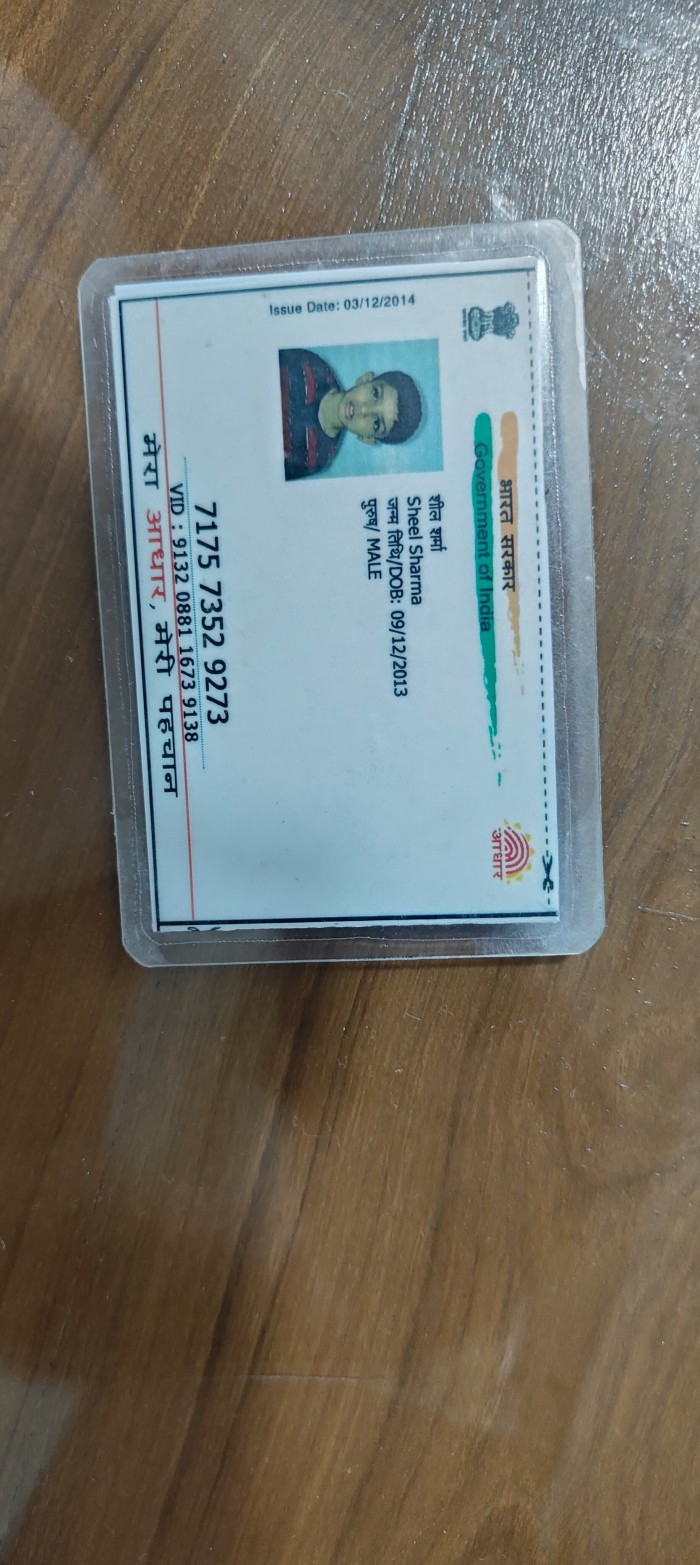 भारत सरकार
Government of India
Issue Date: 03/12/2014
शील शर्मा
Sheel Sharma
जन्म तिथि/DOB: 09/12/2013
पुरुष/ MALE
आधार
7175 7352 9273
VID : 9132 0881 1673 9138
मेरा आधार, मेरी पहचान